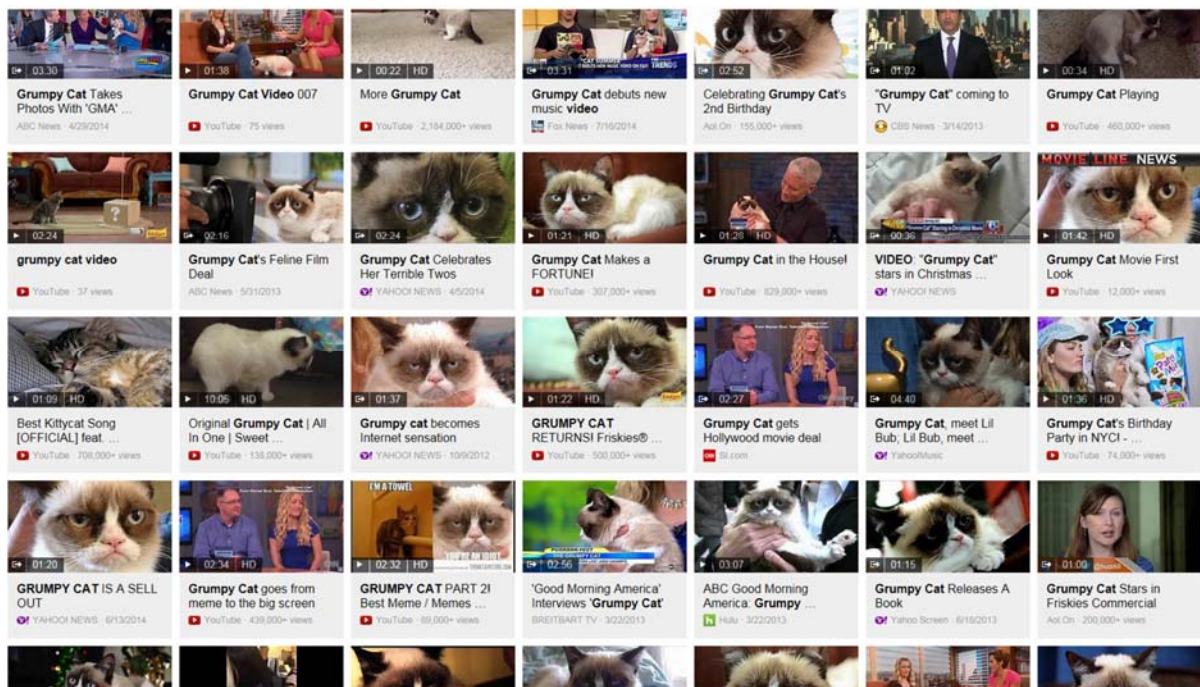 03:30
01:38
00:22 HD
"CAT SUMMER"
TRENDS
03:31
02:52
01:02
00:34 HD
Grumpy Cat Takes
Photos With 'GMA' ...
ABC News · 4/29/2014
Grumpy Cat Video 007
YouTube · 75 views
More Grumpy Cat
YouTube · 2,184,000+ views
Grumpy Cat debuts new
music video
Fox News · 7/16/2014
Celebrating Grumpy Cat's
2nd Birthday
Aol On · 155,000+ views
"Grumpy Cat" coming to
TV
CBS News · 3/14/2013
Grumpy Cat Playing
YouTube · 460,000+ views
?
02:24
02:16
02:24
01:21 HD
01:28 HD
00:36
MOVIE LINE NEWS
01:42 HD
grumpy cat video
YouTube · 37 views
Grumpy Cat's Feline Film
Deal
ABC News · 5/31/2013
Grumpy Cat Celebrates
Her Terrible Twos
YAHOO! NEWS · 4/5/2014
Grumpy Cat Makes a
FORTUNE!
YouTube · 307,000+ views
Grumpy Cat in the House!
YouTube · 829,000+ views
VIDEO: "Grumpy Cat"
stars in Christmas ...
YAHOO! NEWS
Grumpy Cat Movie First
Look
YouTube · 12,000+ views
01:09 HD
10:05 HD
01:37
01:22 HD
02:27
04:40
01:36 HD
Best Kittycat Song
[OFFICIAL] feat. ...
YouTube · 708,000+ views
Original Grumpy Cat | All
In One | Sweet ...
YouTube · 138,000+ views
Grumpy cat becomes
Internet sensation
YAHOO! NEWS · 10/9/2012
GRUMPY CAT
RETURNS! Friskies® ...
YouTube · 500,000+ views
Grumpy Cat gets
Hollywood movie deal
SI.com
Grumpy Cat, meet Lil
Bub; Lil Bub, meet ...
Yahoo!Music
Grumpy Cat's Birthday
Party in NYC! - ...
YouTube · 74,000+ views
01:20
02:34 HD
I'M A TOWEL
YOU'RE AN IDIOT
02:32 HD
02:56
03:07
01:15
01:00
GRUMPY CAT IS A SELL
OUT
YAHOO! NEWS · 6/13/2014
Grumpy Cat goes from
meme to the big screen
YouTube · 439,000+ views
GRUMPY CAT PART 2!
Best Meme / Memes ...
YouTube · 89,000+ views
'Good Morning America'
Interviews 'Grumpy Cat'
BREITBART TV · 3/22/2013
ABC Good Morning
America: Grumpy ...
Hulu · 3/22/2013
Grumpy Cat Releases A
Book
Yahoo Screen · 6/18/2013
Grumpy Cat Stars in
Friskies Commercial
Aol On · 200,000+ views